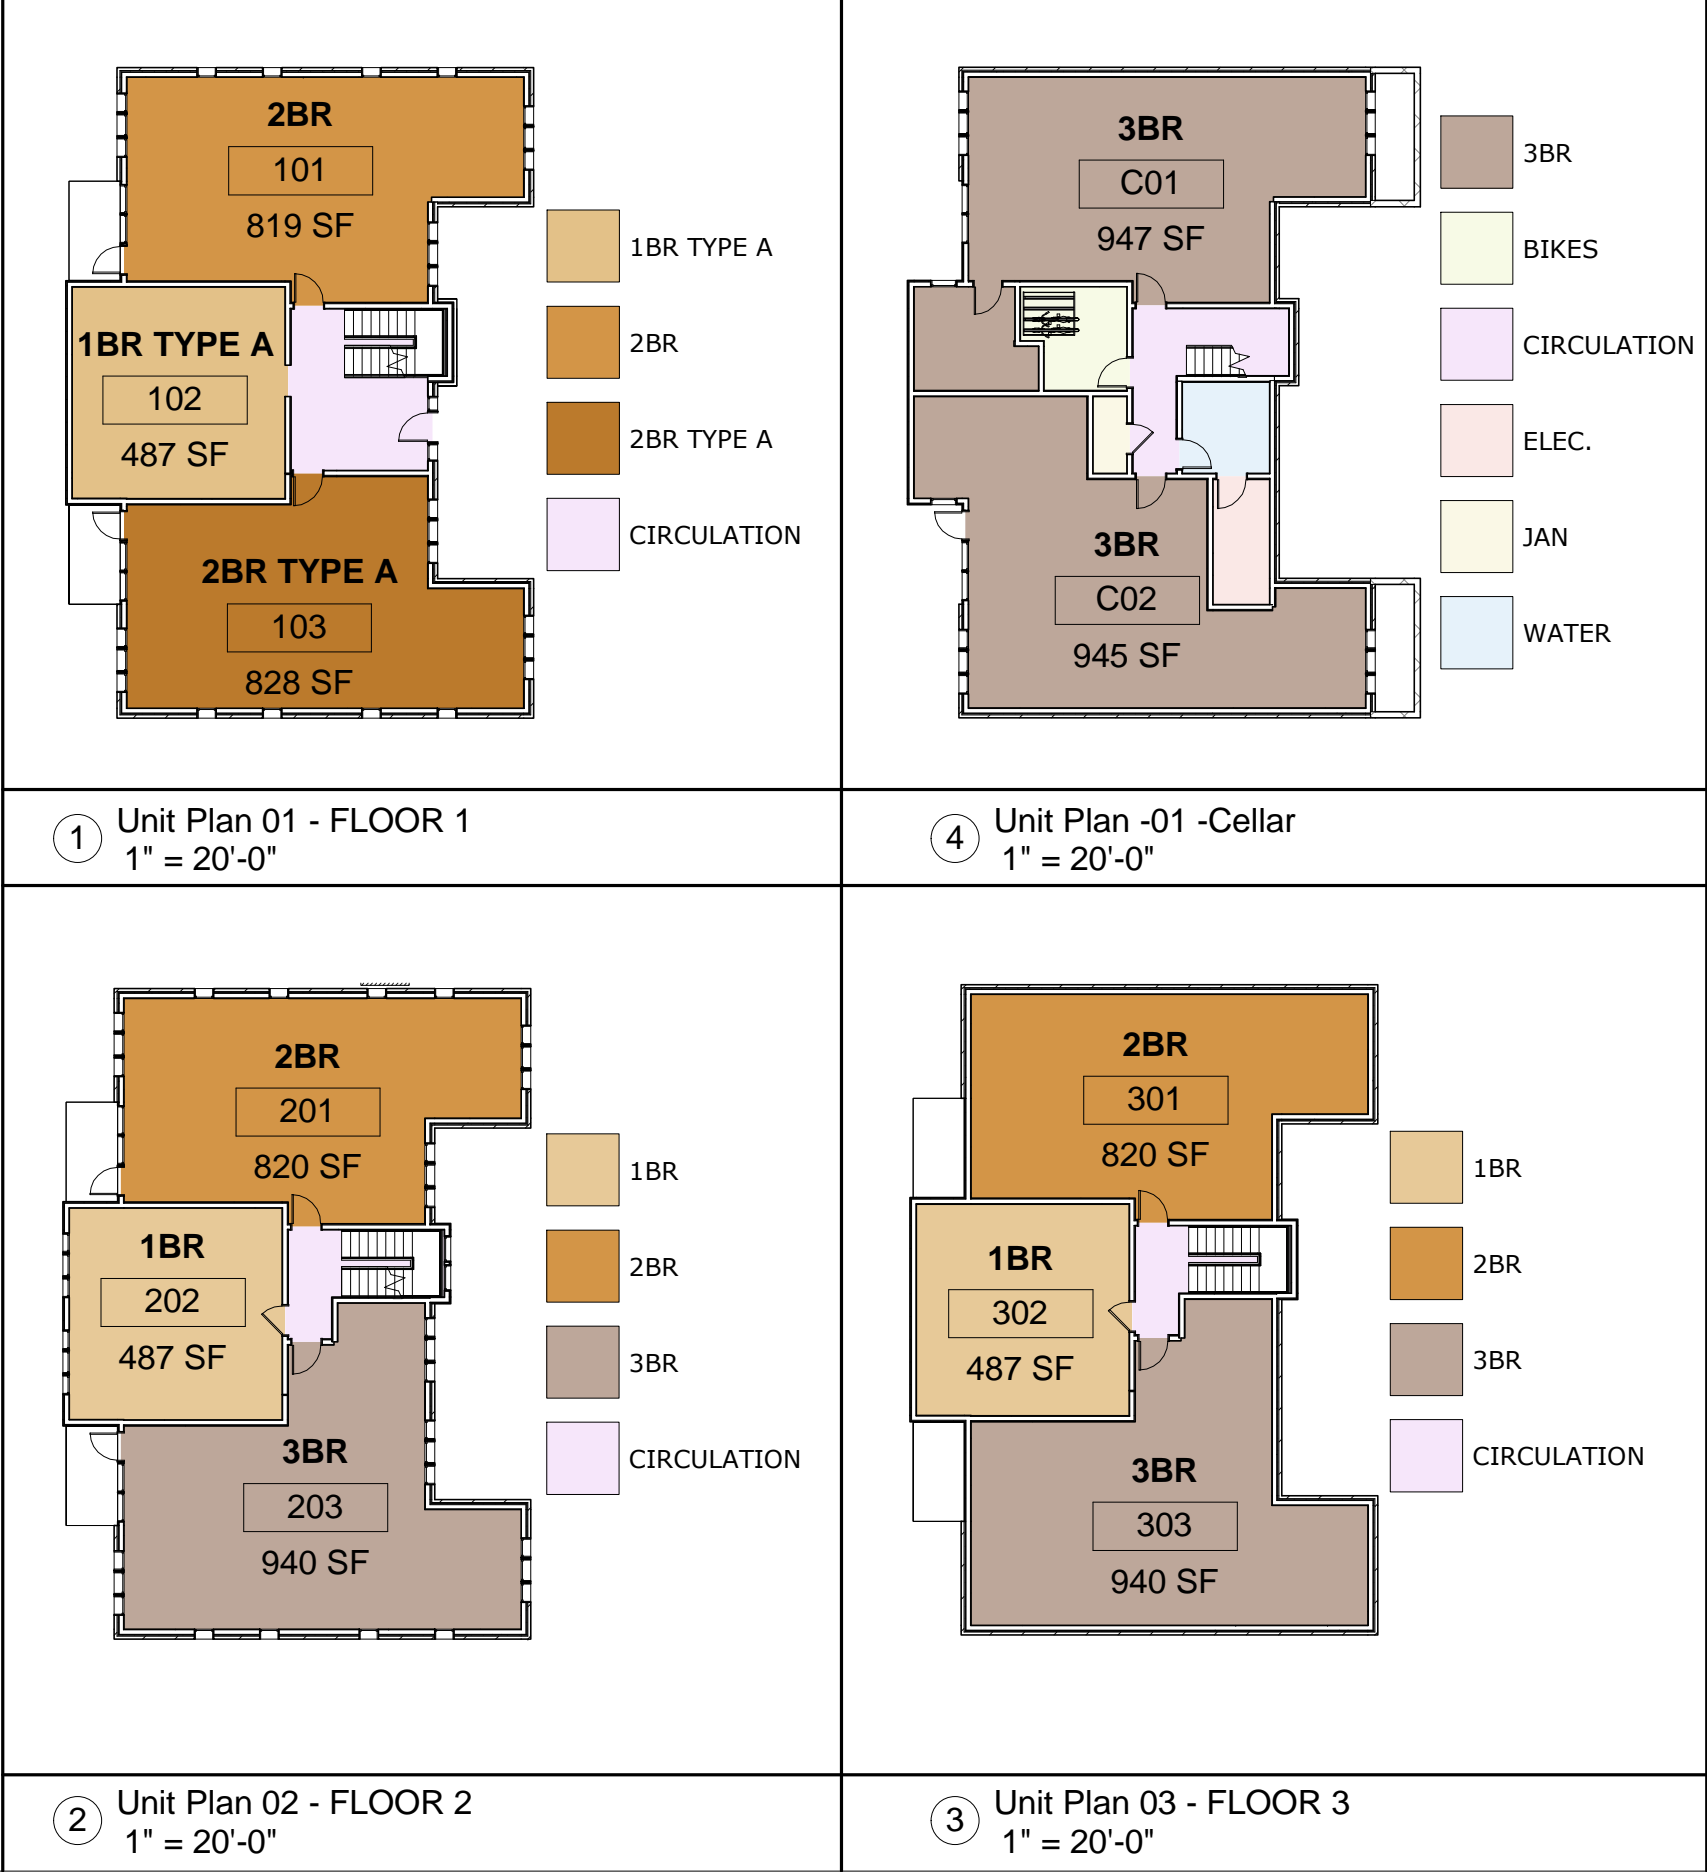 2BR
101
819 SF
1BR TYPE A
102
487 SF
2BR TYPE A
103
828 SF
1BR TYPE A
2BR
2BR TYPE A
CIRCULATION
1
Unit Plan 01 - FLOOR 1
1" = 20'-0"
3BR
C01
947 SF
3BR
C02
945 SF
3BR
BIKES
CIRCULATION
ELEC.
JAN
WATER
4
Unit Plan -01 -Cellar
1" = 20'-0"
2BR
201
820 SF
1BR
202
487 SF
3BR
203
940 SF
1BR
2BR
3BR
CIRCULATION
2
Unit Plan 02 - FLOOR 2
1" = 20'-0"
2BR
301
820 SF
1BR
302
487 SF
3BR
303
940 SF
1BR
2BR
3BR
CIRCULATION
3
Unit Plan 03 - FLOOR 3
1" = 20'-0"